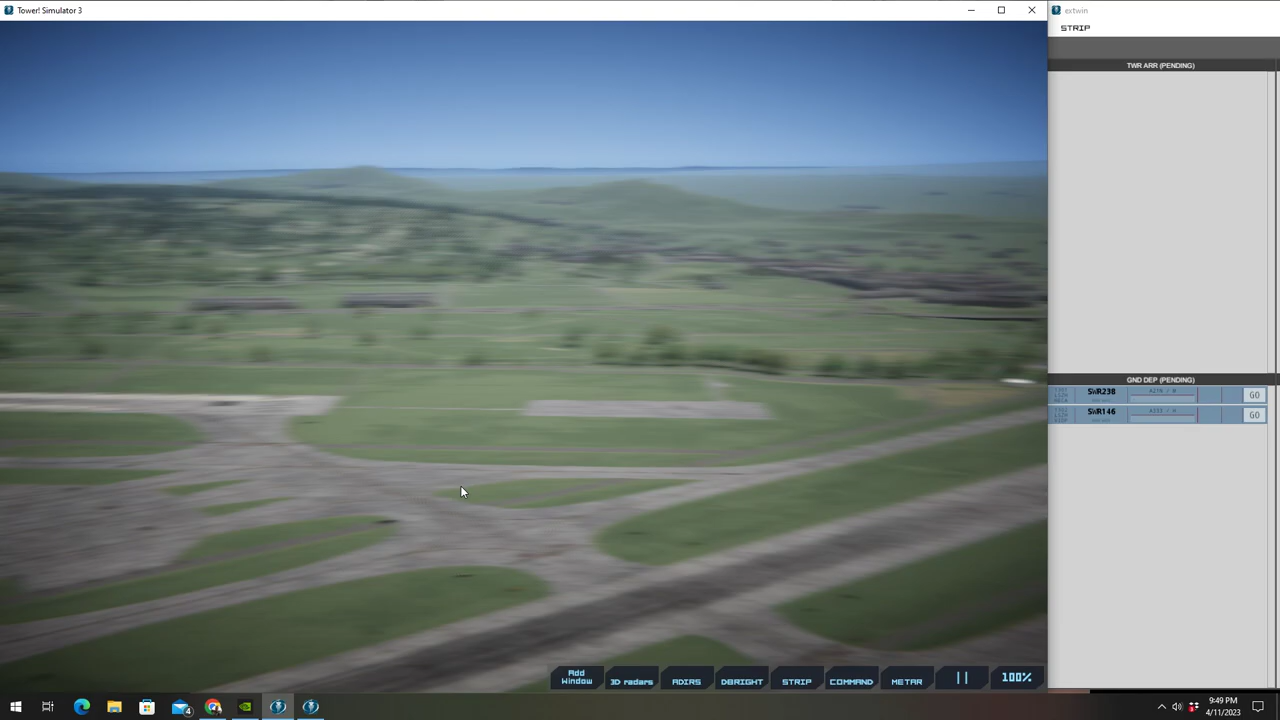 Tower! Simulator 3
extwin
STRIP
TWR ARR (PENDING)
GND DEP (PENDING)
SWR238
GO
SWR146
GO
Add Window
3D radars
ADIRS
DBRIGHT
STRIP
COMMAND
METAR
100%
4
9:49 PM
4/11/2023